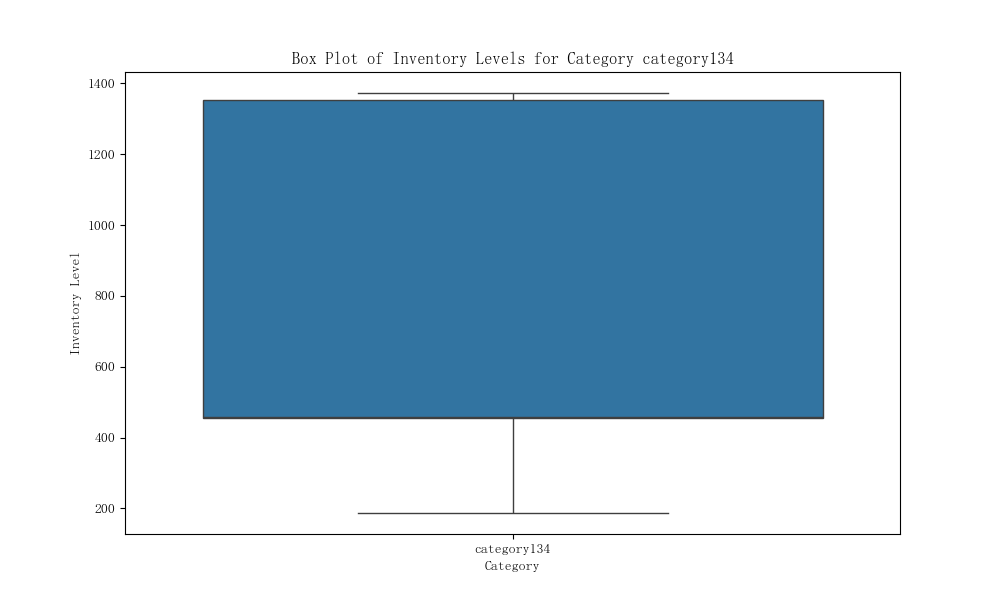 Box Plot of Inventory Levels for Category category134
1400
1200
1000
800
600
400
200
Inventory Level
category134
Category